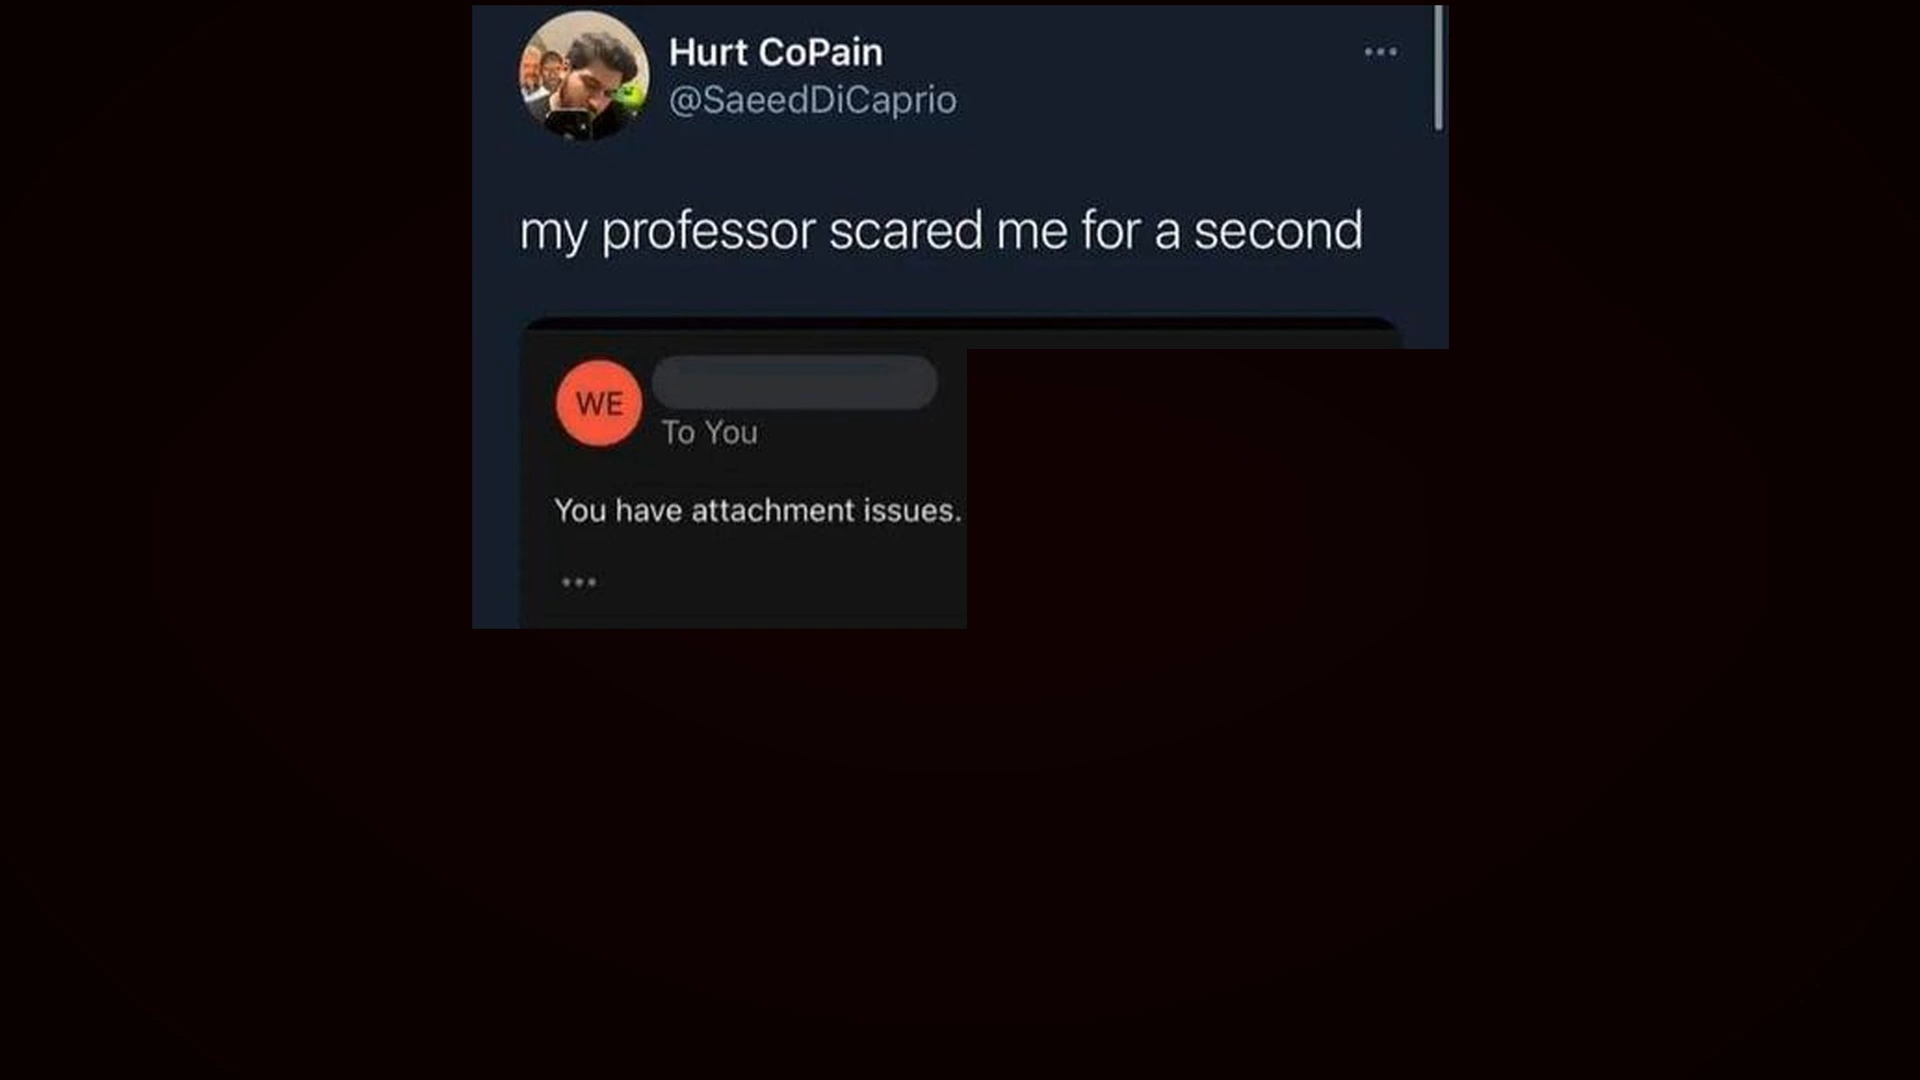 Hurt CoPain
@SaeedDiCaprio
my professor scared me for a second
WE
To You
You have attachment issues.